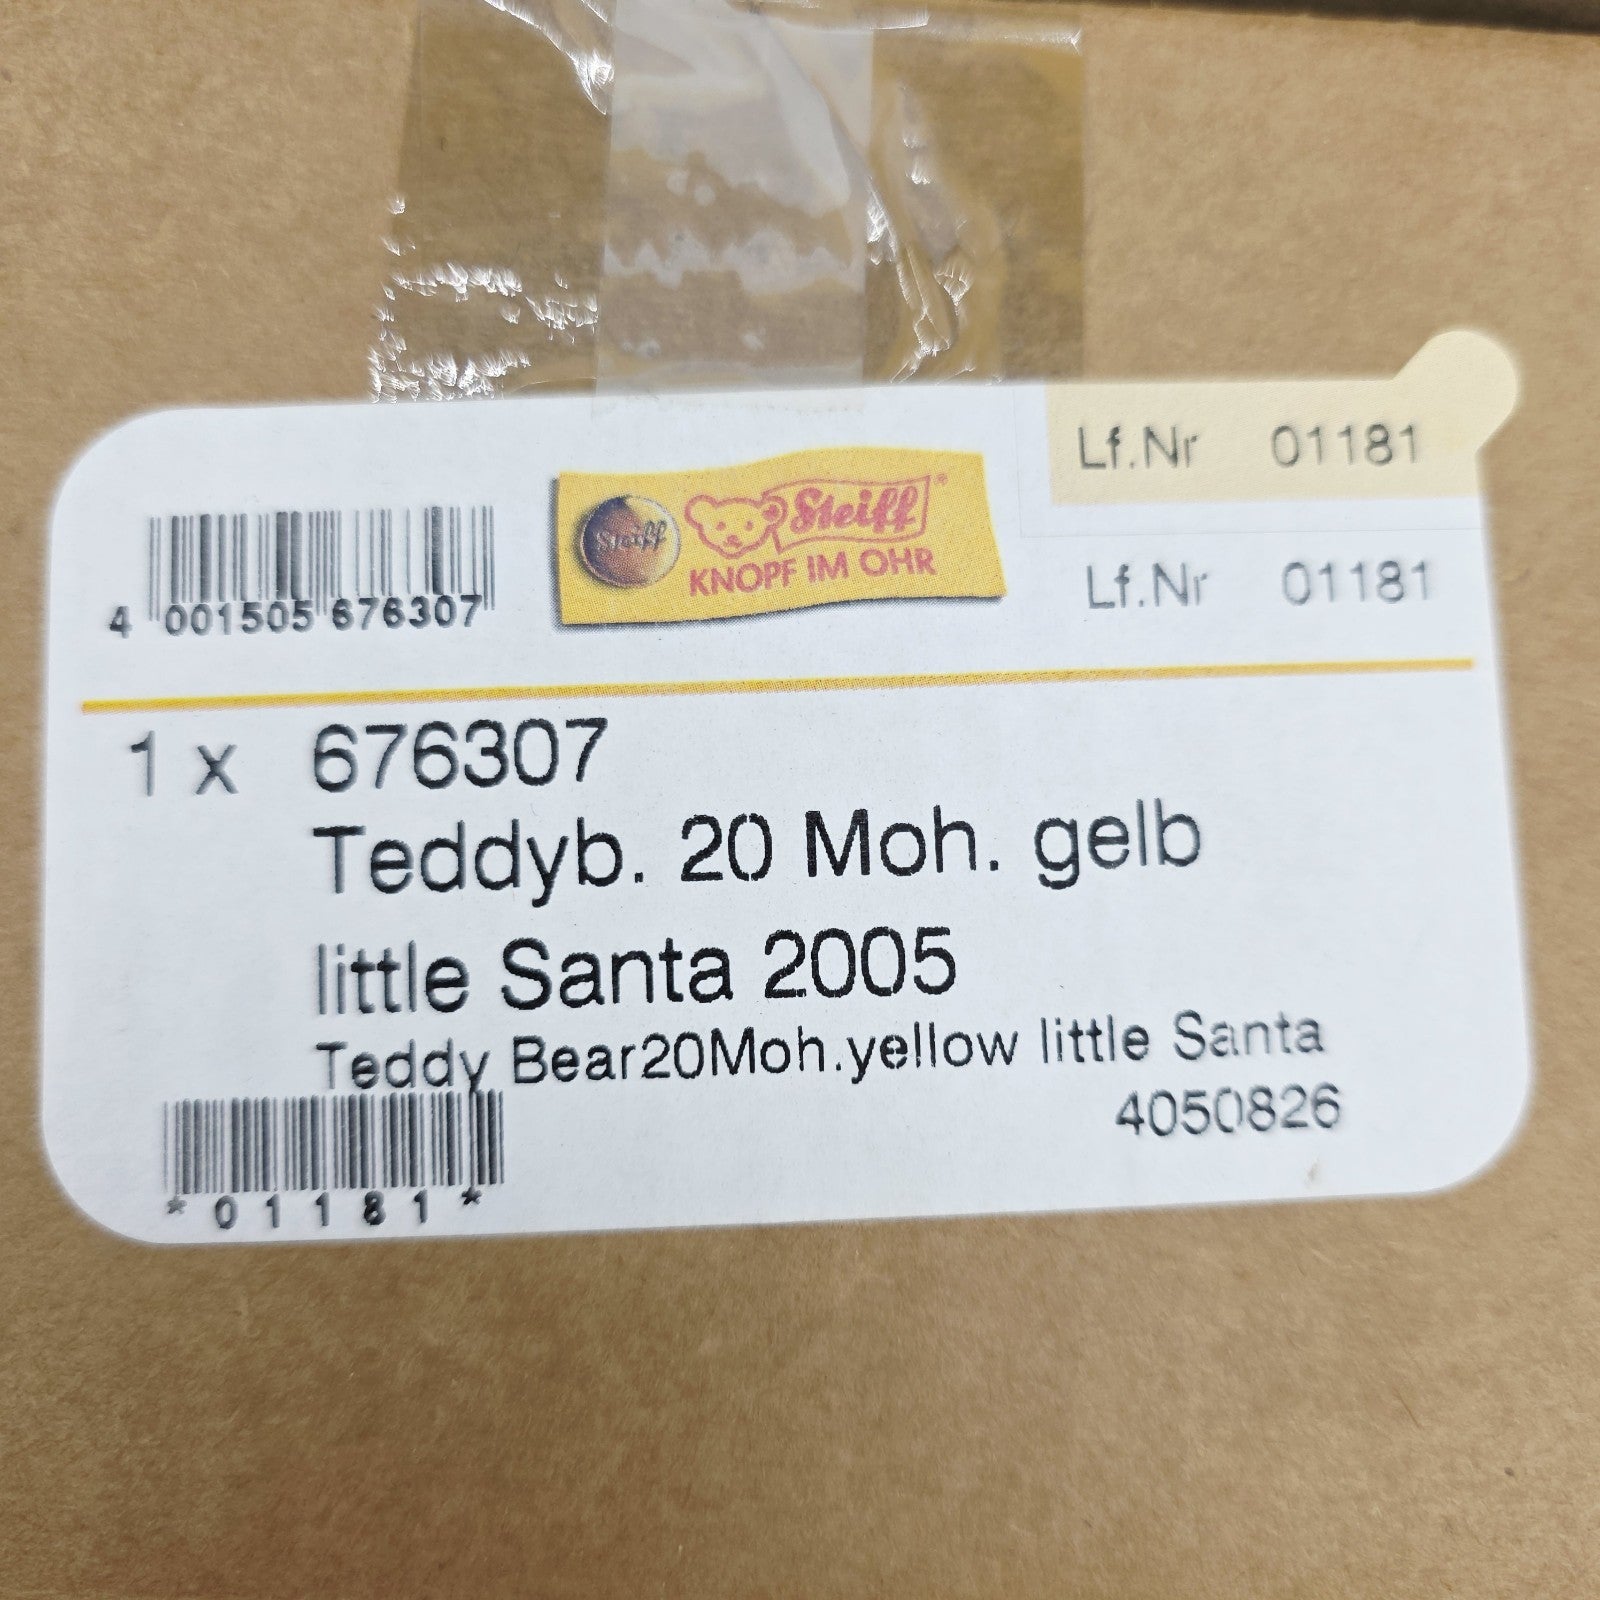 Lf.Nr 01181
Steiff
Steiff®
KNOPF IM OHR
Lf.Nr 01181
4 001505 676307
1 x 676307
Teddyb. 20 Moh. gelb
little Santa 2005
Teddy Bear20Moh.yellow little Santa
4050826
*01181*